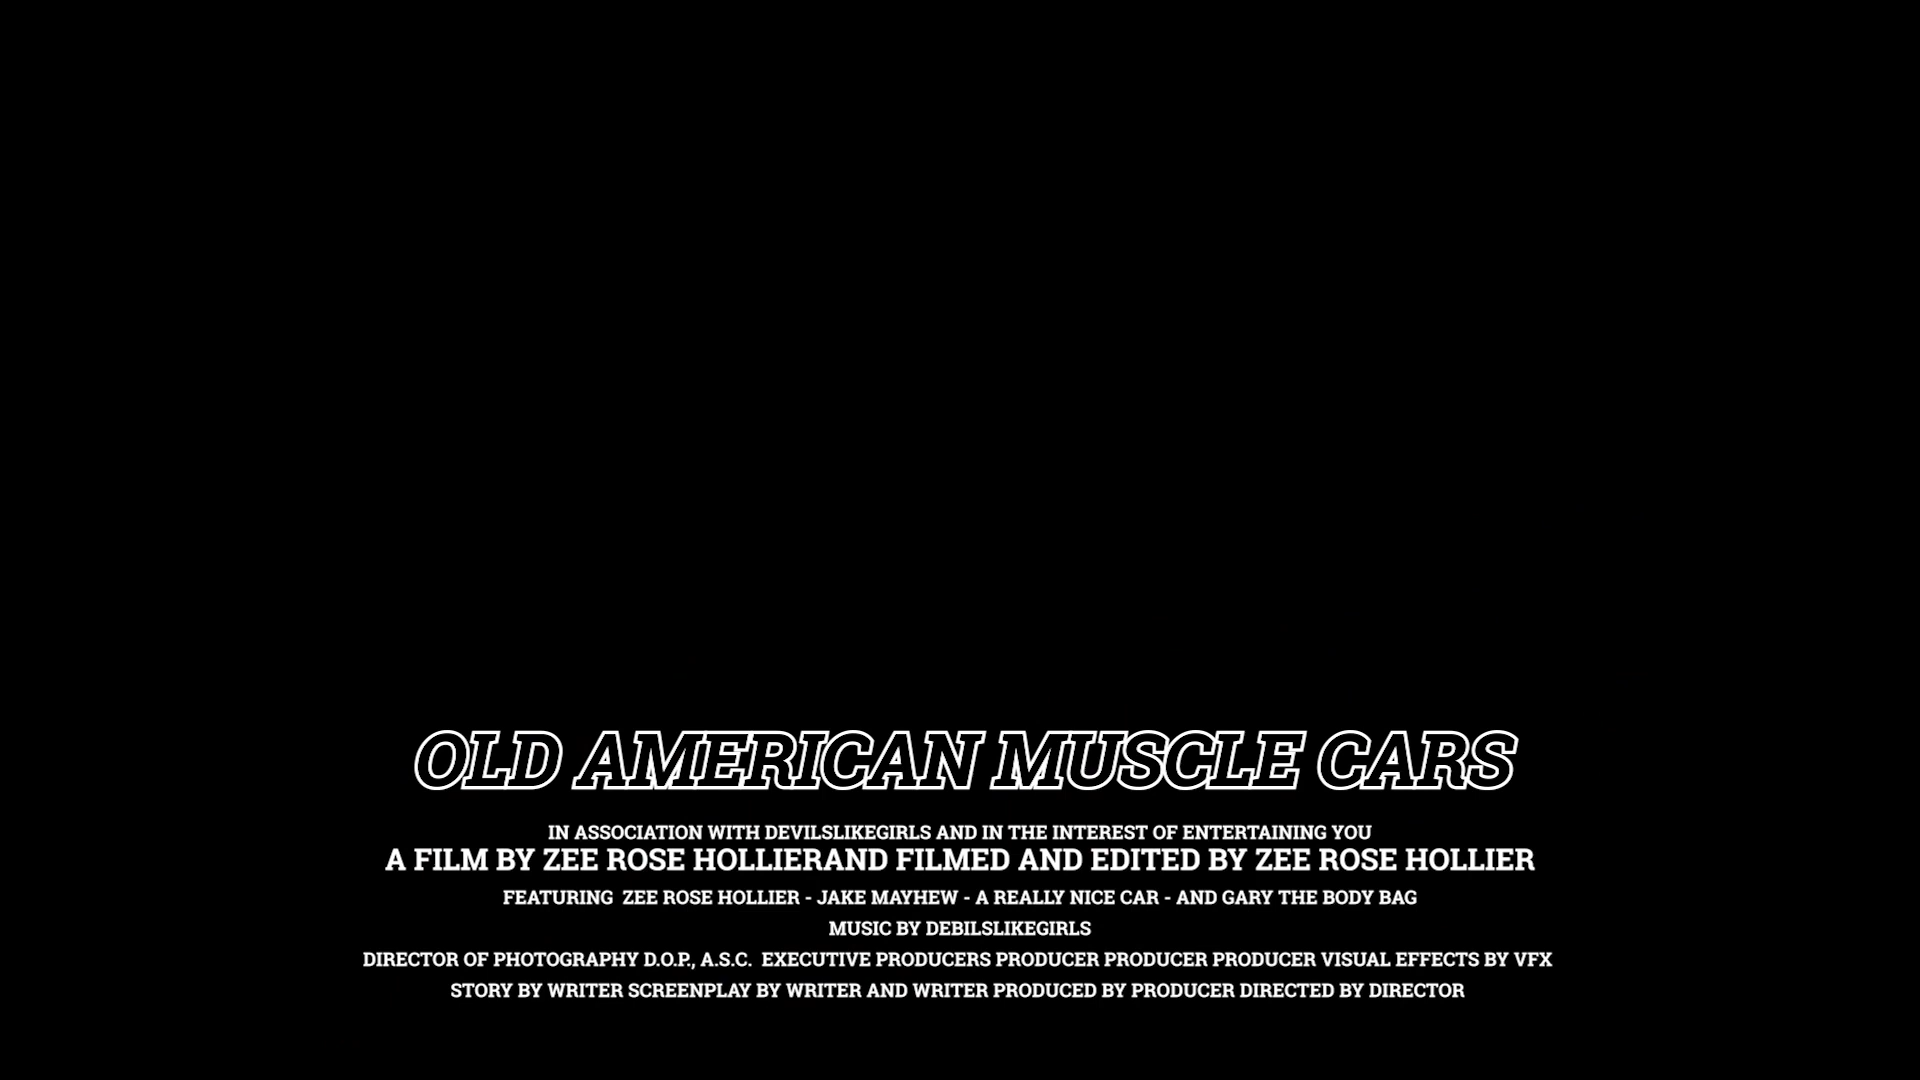 OLD AMERICAN MUSCLE CARS
IN ASSOCIATION WITH DEVILSLIKEGIRLS AND IN THE INTEREST OF ENTERTAINING YOU
A FILM BY ZEE ROSE HOLLIERAND FILMED AND EDITED BY ZEE ROSE HOLLIER
FEATURING  ZEE ROSE HOLLIER - JAKE MAYHEW - A REALLY NICE CAR - AND GARY THE BODY BAG
MUSIC BY DEBILSLIKEGIRLS
DIRECTOR OF PHOTOGRAPHY D.O.P., A.S.C.  EXECUTIVE PRODUCERS PRODUCER PRODUCER PRODUCER VISUAL EFFECTS BY VFX
STORY BY WRITER SCREENPLAY BY WRITER AND WRITER PRODUCED BY PRODUCER DIRECTED BY DIRECTOR